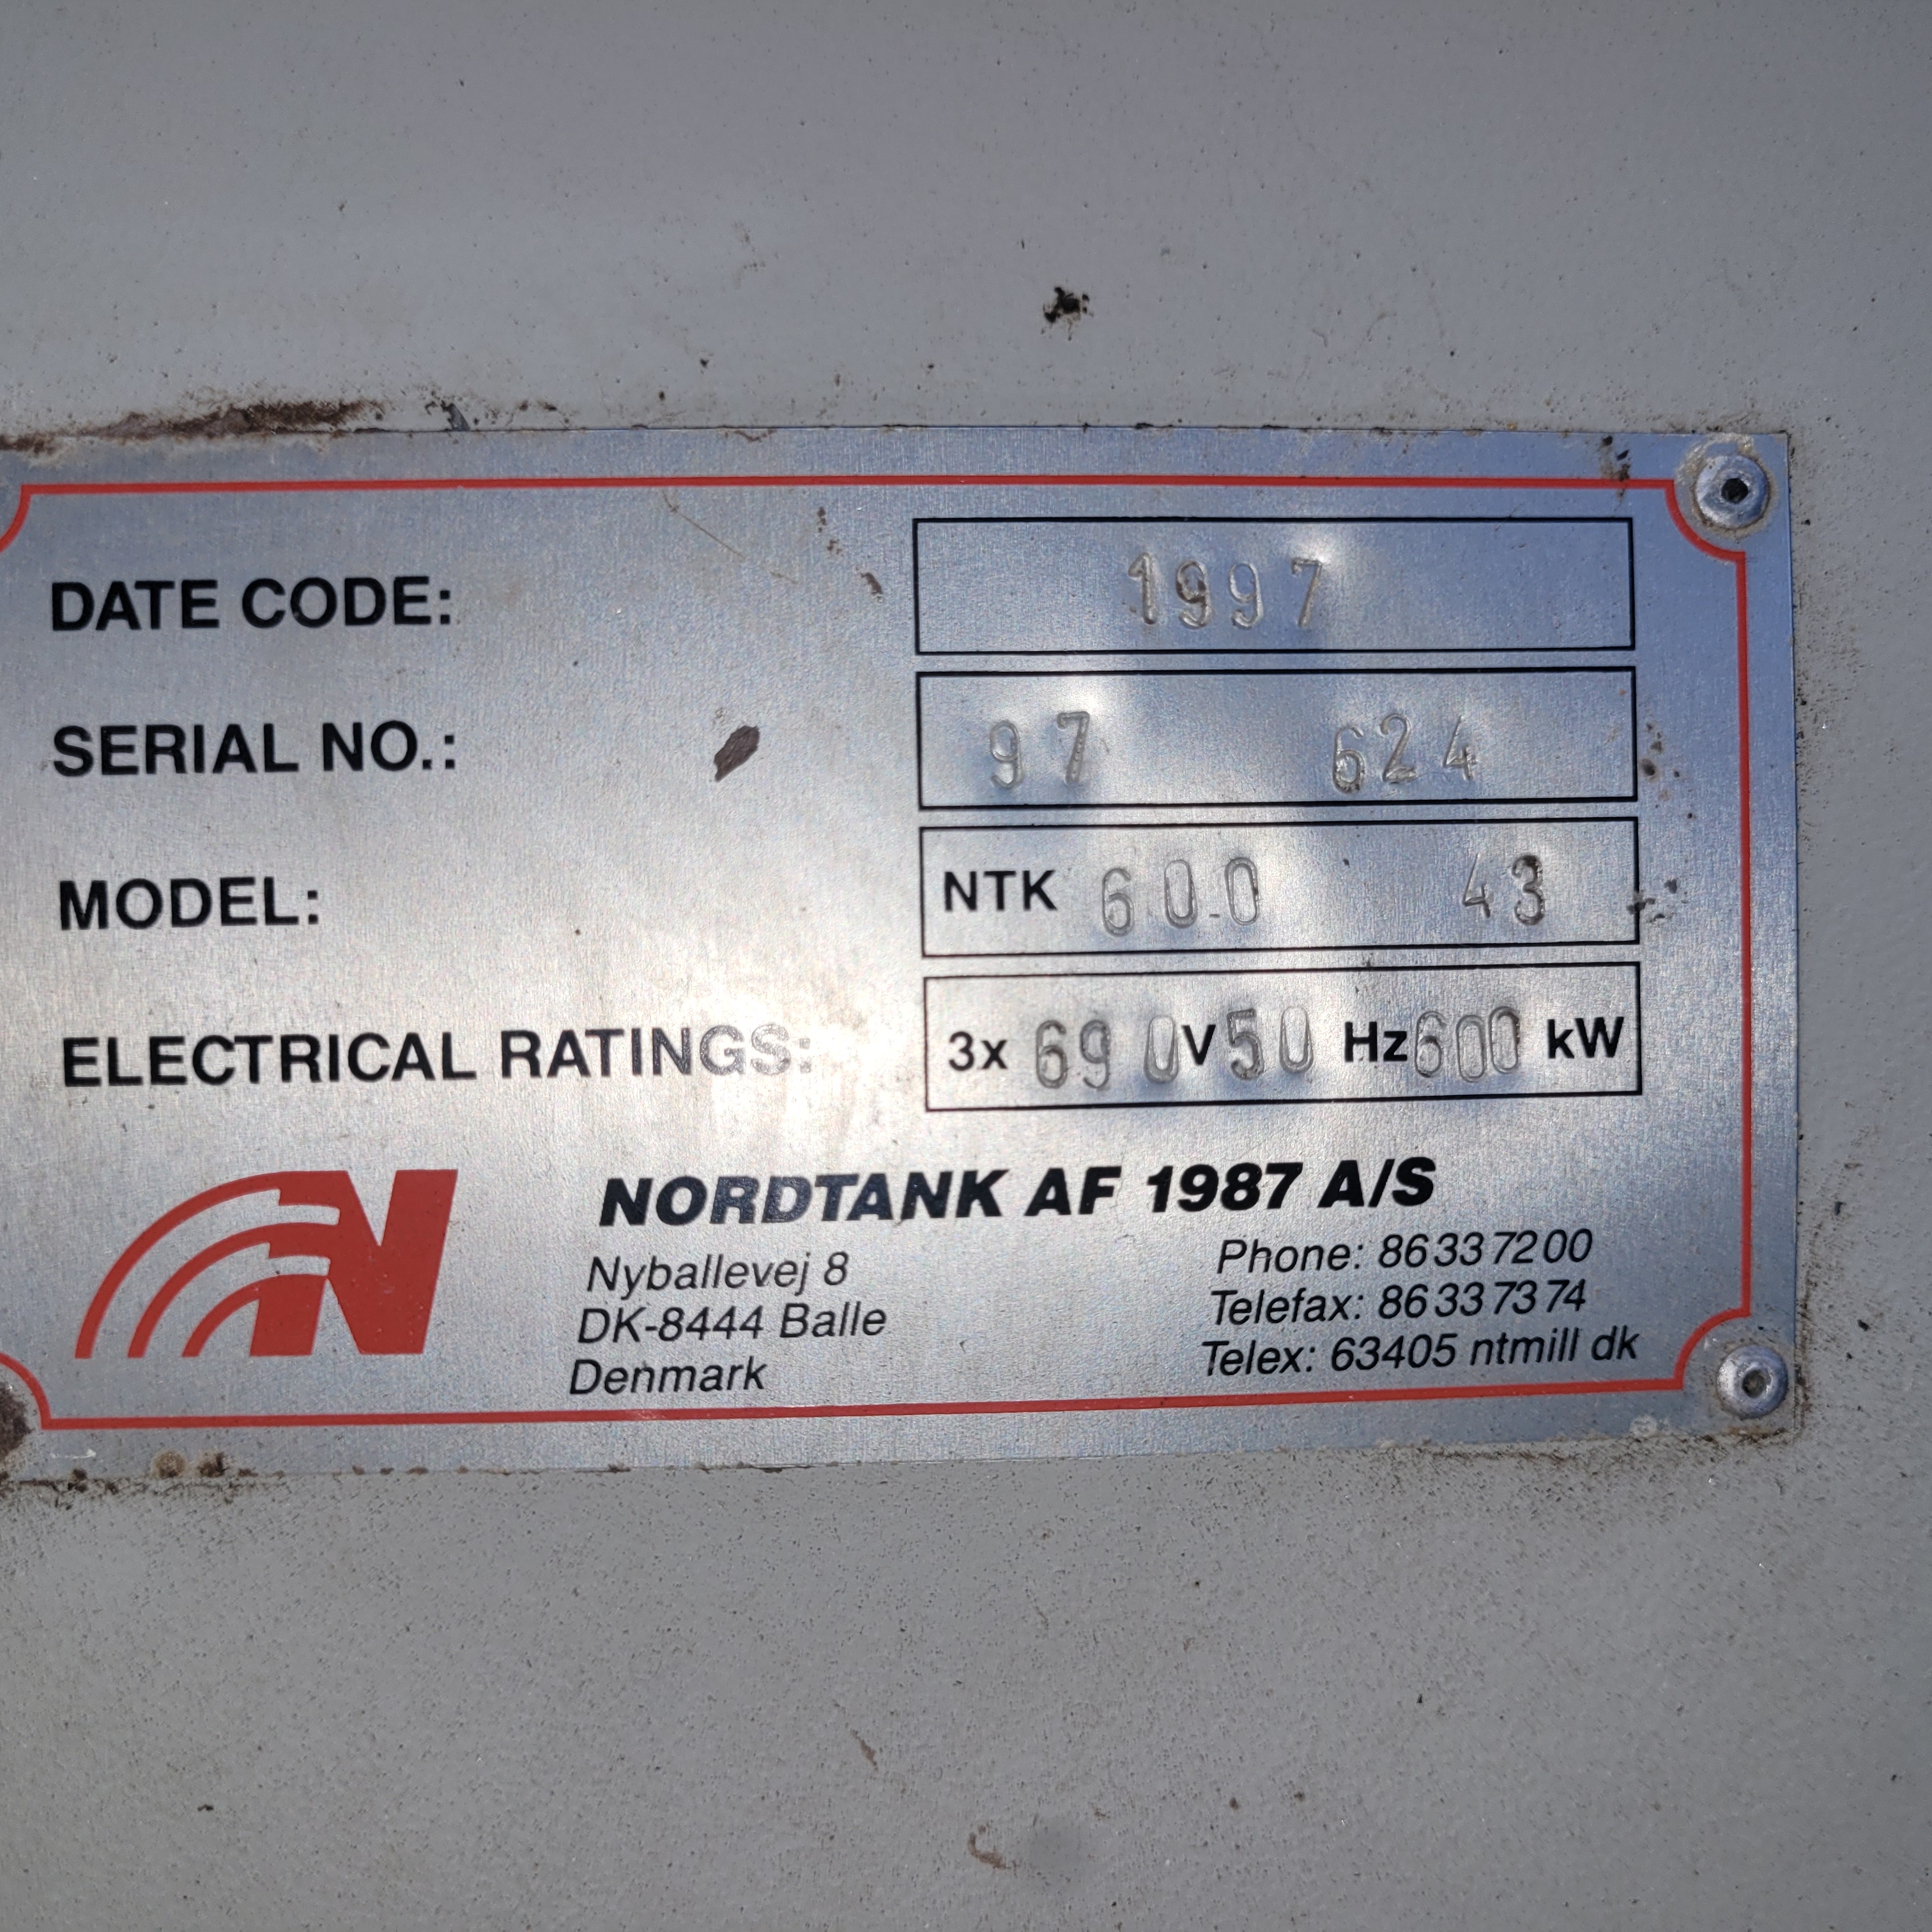 DATE CODE: 1997
SERIAL NO.: 97 624
MODEL: NTK 600 43
ELECTRICAL RATINGS: 3x 690 V 50 Hz 600 kW
N
NORDTANK AF 1987 A/S
Nyballevej 8
DK-8444 Balle
Denmark
Phone: 86 33 72 00
Telefax: 86 33 73 74
Telex: 63405 ntmill dk